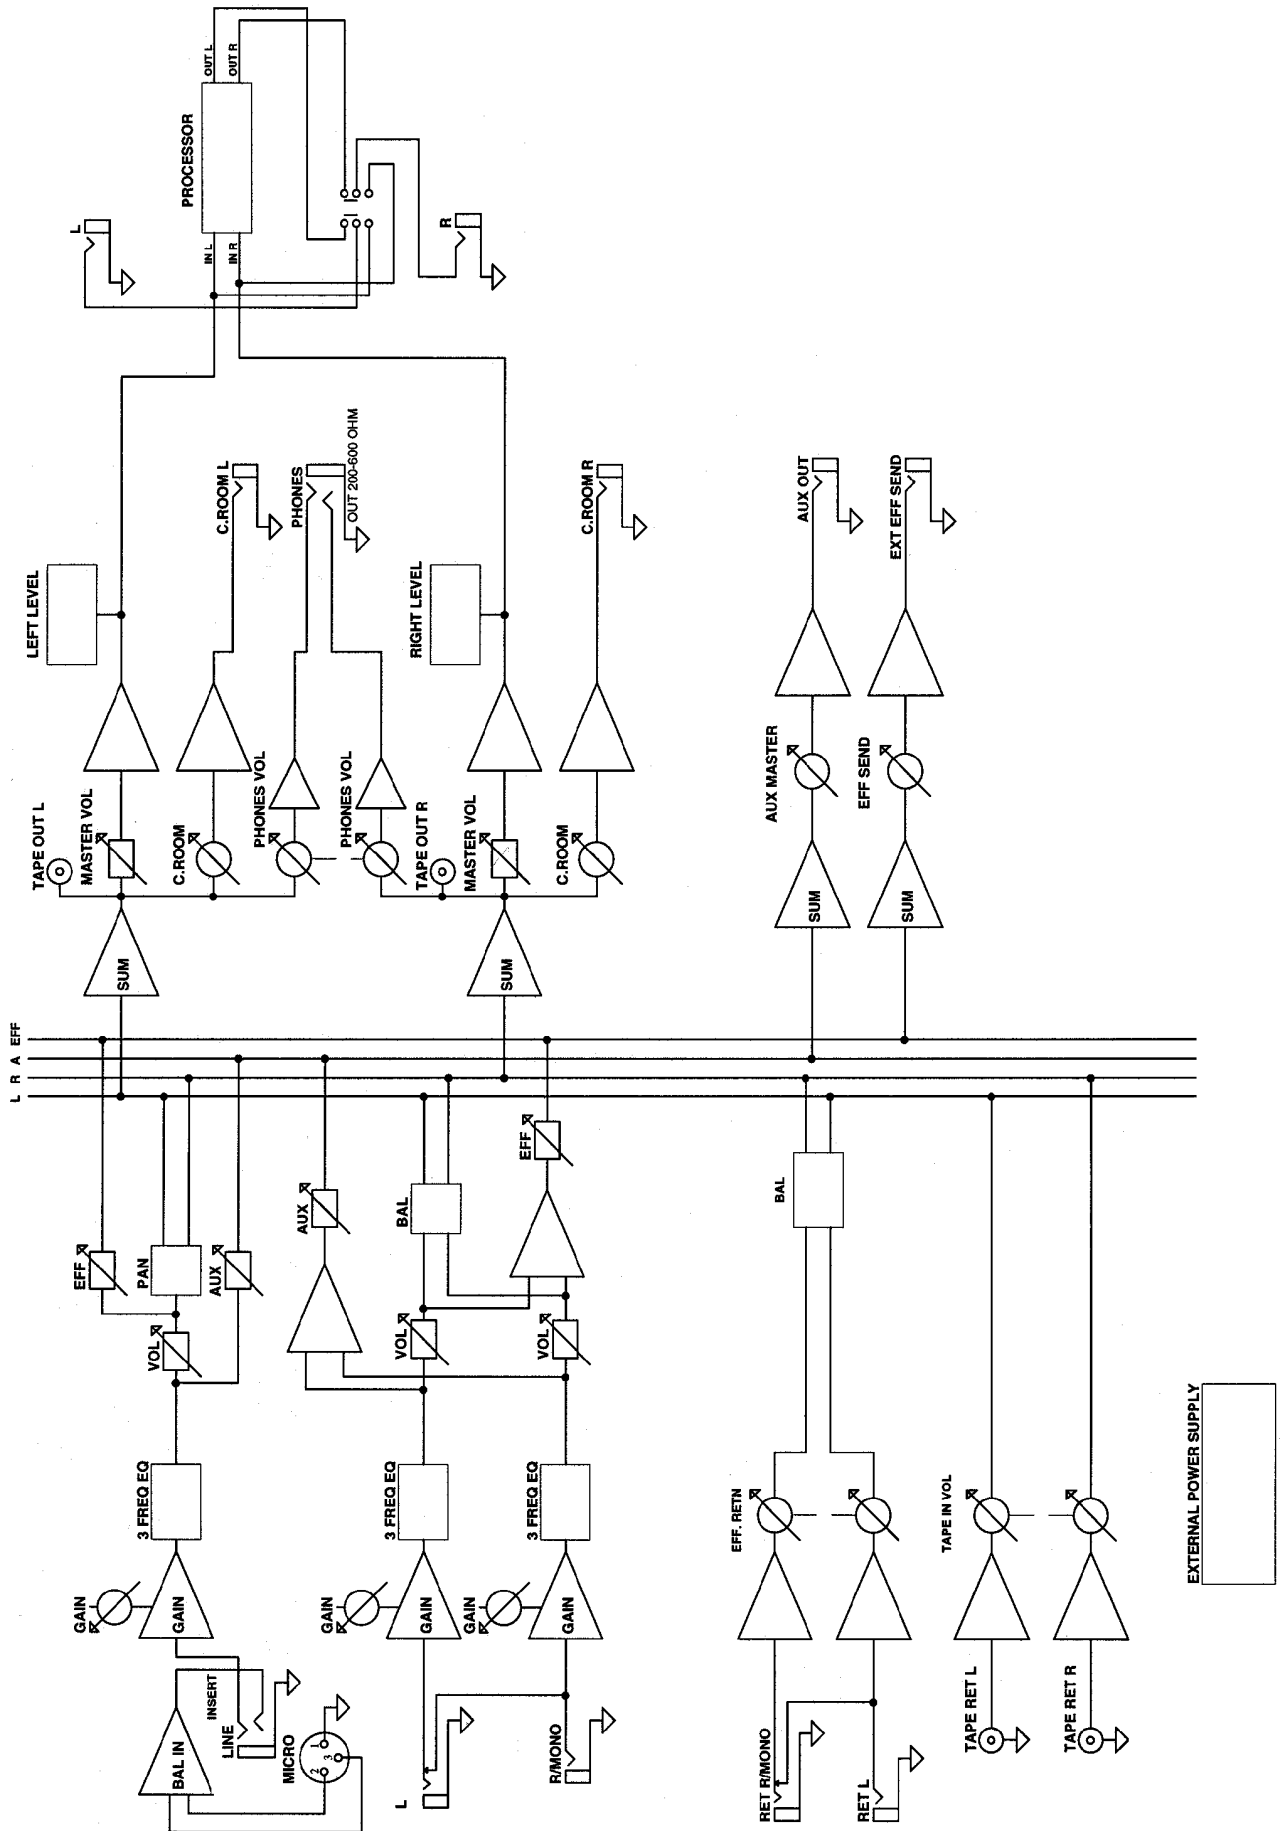 L R A EFF
BAL IN
GAIN
GAIN
INSERT
LINE
MICRO
1
2
3
3 FREQ EQ
VOL
EFF
PAN
AUX
L
GAIN
GAIN
3 FREQ EQ
VOL
AUX
BAL
R/MONO
GAIN
GAIN
3 FREQ EQ
VOL
EFF
RET R/MONO
RET L
EFF. RETN
BAL
TAPE RET L
TAPE RET R
TAPE IN VOL
EXTERNAL POWER SUPPLY
SUM
TAPE OUT L
MASTER VOL
LEFT LEVEL
C.ROOM
C.ROOM L
PHONES VOL
PHONES
OUT 200-600 OHM
PHONES VOL
TAPE OUT R
SUM
MASTER VOL
RIGHT LEVEL
C.ROOM
C.ROOM R
SUM
AUX MASTER
AUX OUT
SUM
EFF SEND
EXT EFF SEND
L
PROCESSOR
IN L
IN R
OUT L
OUT R
R